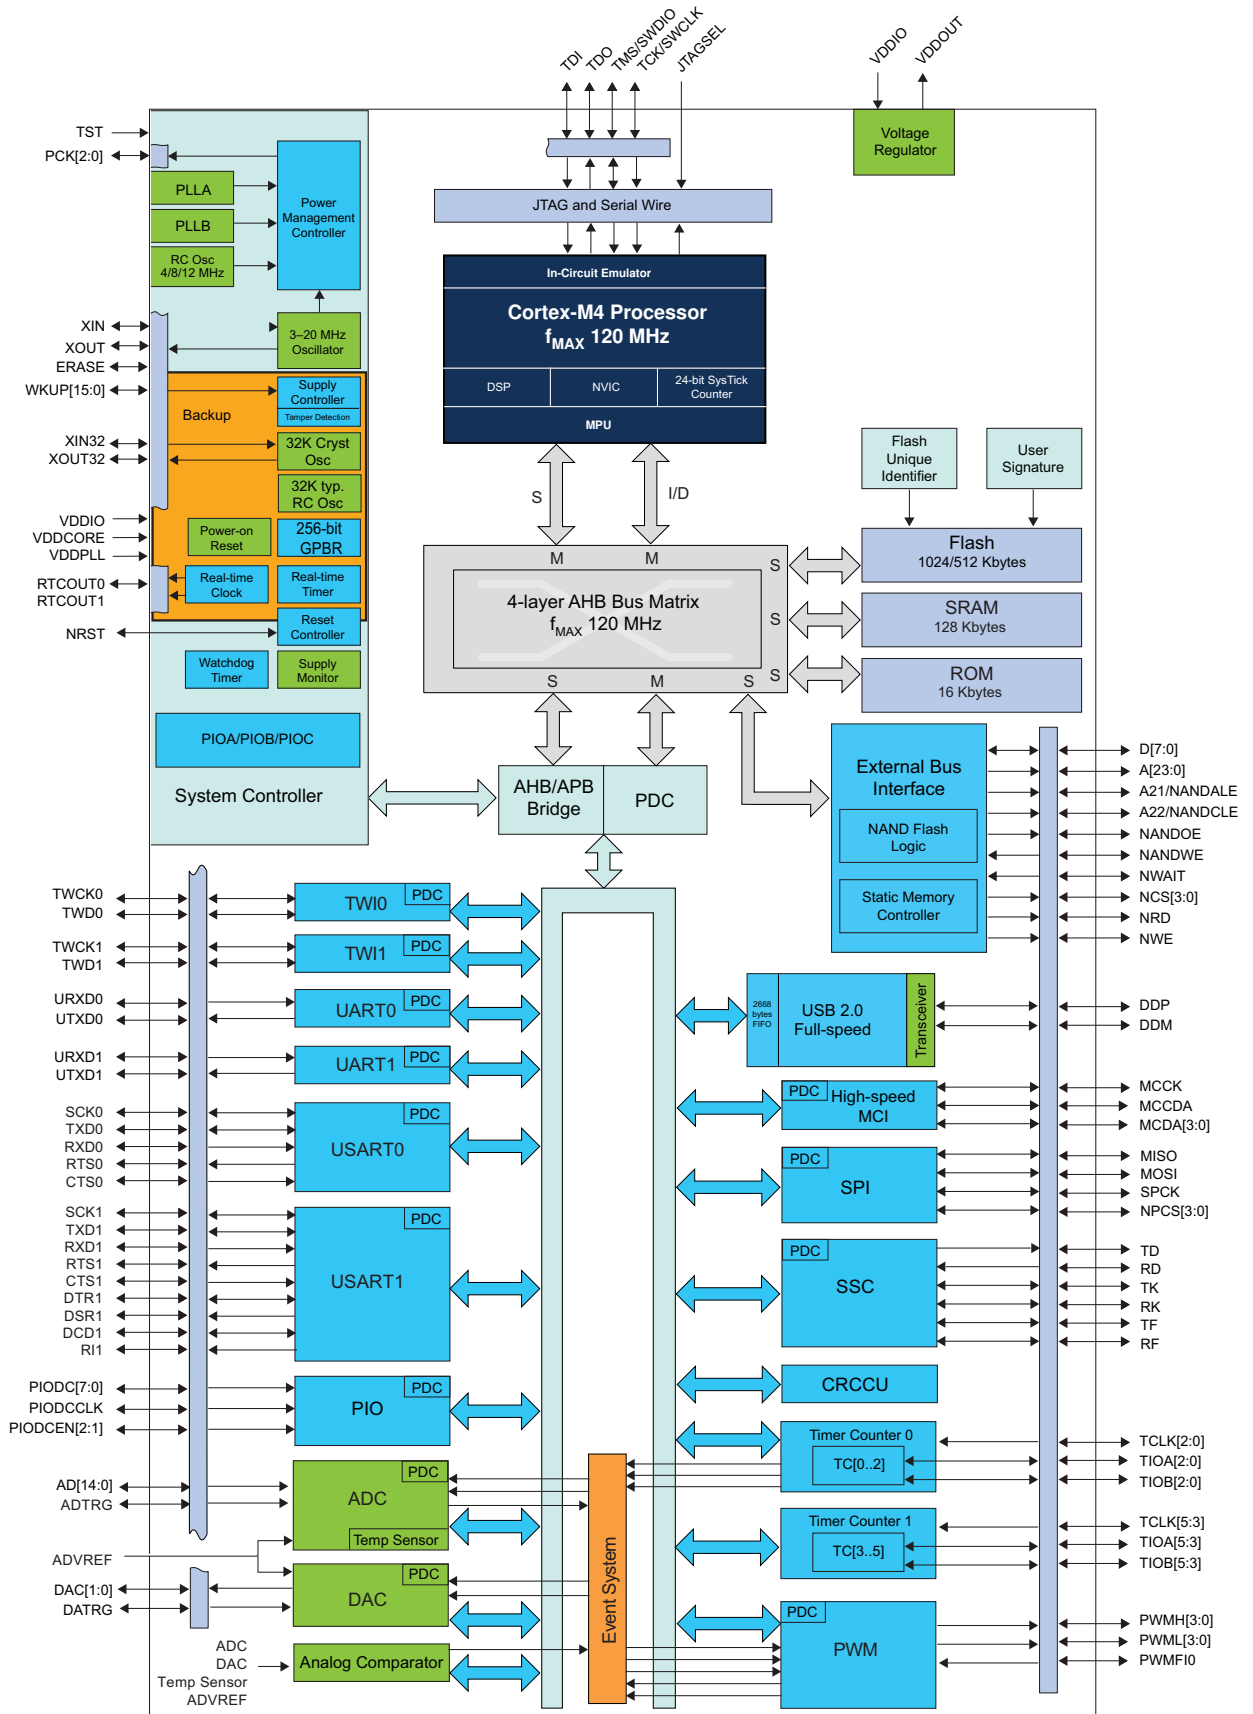 TDI
TDO
TMS/SWDIO
TCK/SWCLK
JTAGSEL
VDDIO
VDDOUT
Voltage
Regulator
TST
PCK[2:0]
PLLA
PLLB
RC Osc
4/8/12 MHz
Power
Management
Controller
JTAG and Serial Wire
In-Circuit Emulator
Cortex-M4 Processor
fMAX 120 MHz
DSP
NVIC
24-bit SysTick
Counter
MPU
XIN
XOUT
ERASE
WKUP[15:0]
XIN32
XOUT32
VDDIO
VDDCORE
VDDPLL
RTCOUT0
RTCOUT1
NRST
3–20 MHz
Oscillator
Backup
Supply
Controller
Tamper Detection
32K Cryst
Osc
32K typ.
RC Osc
Power-on
Reset
256-bit
GPBR
Real-time
Clock
Real-time
Timer
Reset
Controller
Watchdog
Timer
Supply
Monitor
PIOA/PIOB/PIOC
System Controller
S
I/D
M
M
S
S
S
4-layer AHB Bus Matrix
fMAX 120 MHz
S
M
S
Flash
Unique
Identifier
User
Signature
Flash
1024/512 Kbytes
SRAM
128 Kbytes
ROM
16 Kbytes
AHB/APB
Bridge
PDC
External Bus
Interface
NAND Flash
Logic
Static Memory
Controller
D[7:0]
A[23:0]
A21/NANDALE
A22/NANDCLE
NANDOE
NANDWE
NWAIT
NCS[3:0]
NRD
NWE
TWCK0
TWD0
PDC
TWI0
TWCK1
TWD1
PDC
TWI1
URXD0
UTXD0
PDC
UART0
URXD1
UTXD1
PDC
UART1
SCK0
TXD0
RXD0
RTS0
CTS0
PDC
USART0
SCK1
TXD1
RXD1
RTS1
CTS1
DTR1
DSR1
DCD1
RI1
PDC
USART1
PIODC[7:0]
PIODCCLK
PIODCEN[2:1]
PDC
PIO
AD[14:0]
ADTRG
PDC
ADC
Temp Sensor
ADVREF
DAC[1:0]
DATRG
PDC
DAC
ADC
DAC
Temp Sensor
ADVREF
Analog Comparator
Event System
2668
bytes
FIFO
USB 2.0
Full-speed
Transceiver
DDP
DDM
PDC
High-speed
MCI
MCCK
MCCDA
MCDA[3:0]
PDC
SPI
MISO
MOSI
SPCK
NPCS[3:0]
PDC
SSC
TD
RD
TK
RK
TF
RF
CRCCU
Timer Counter 0
TC[0..2]
TCLK[2:0]
TIOA[2:0]
TIOB[2:0]
Timer Counter 1
TC[3..5]
TCLK[5:3]
TIOA[5:3]
TIOB[5:3]
PDC
PWM
PWMH[3:0]
PWML[3:0]
PWMFI0